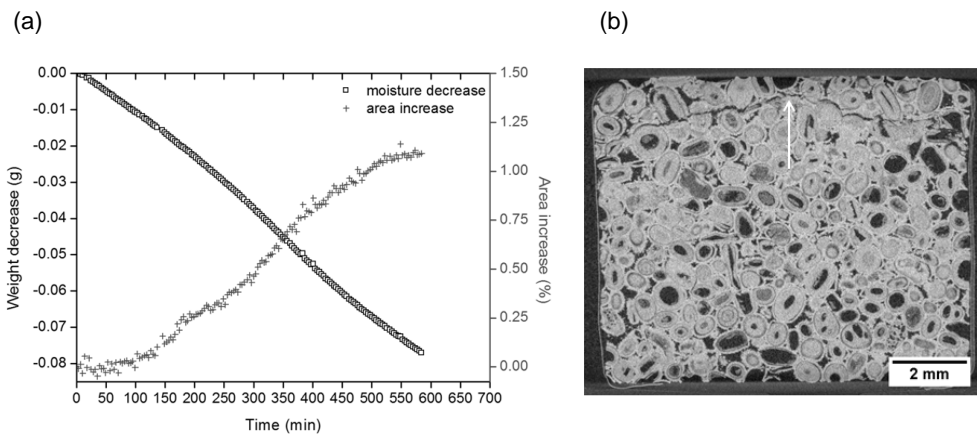 (a)
(b)
0.00
-0.01
-0.02
-0.03
-0.04
-0.05
-0.06
-0.07
-0.08
Weight decrease (g)
moisture decrease
area increase
1.50
1.25
1.00
0.75
0.50
0.25
0.00
Area increase (%)
0 50 100 150 200 250 300 350 400 450 500 550 600 650 700
Time (min)
2 mm